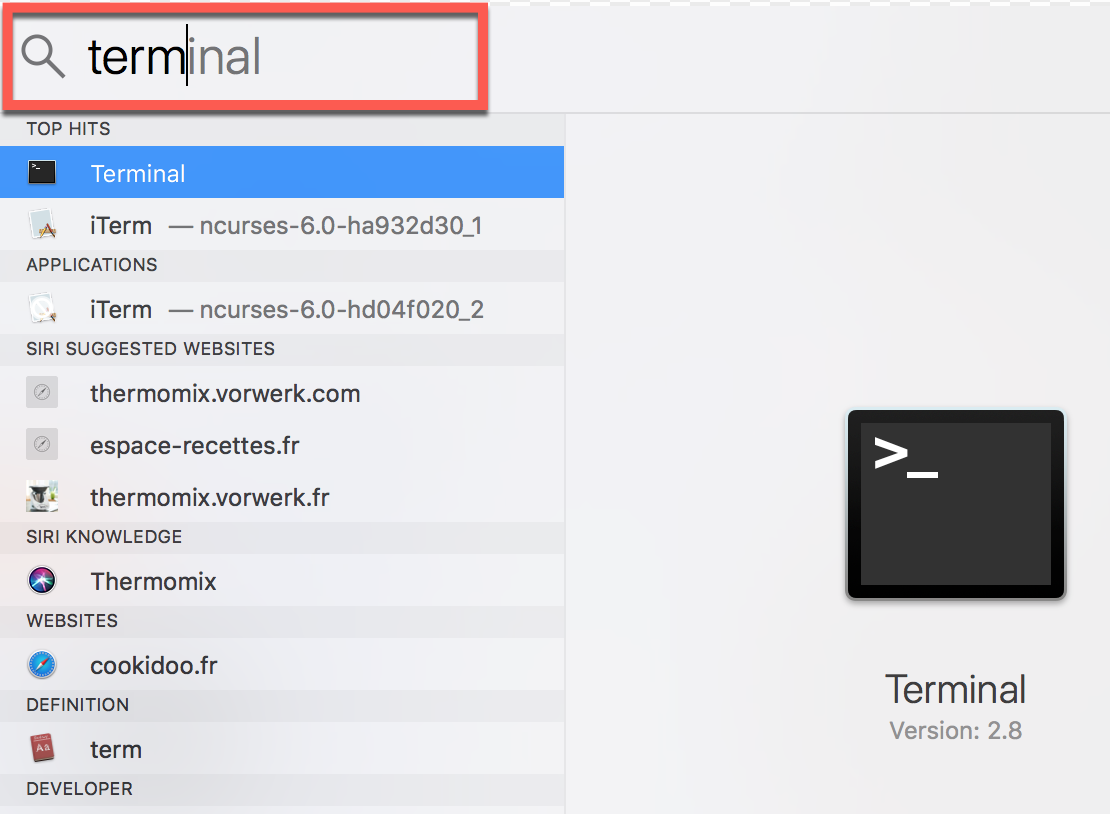 terminal
TOP HITS
>_
Terminal
iTerm — ncurses-6.0-ha932d30_1
APPLICATIONS
iTerm — ncurses-6.0-hd04f020_2
SIRI SUGGESTED WEBSITES
thermomix.vorwerk.com
espace-recettes.fr
thermomix.vorwerk.fr
SIRI KNOWLEDGE
Thermomix
WEBSITES
cookidoo.fr
DEFINITION
Aa
term
DEVELOPER
>_
Terminal
Version: 2.8